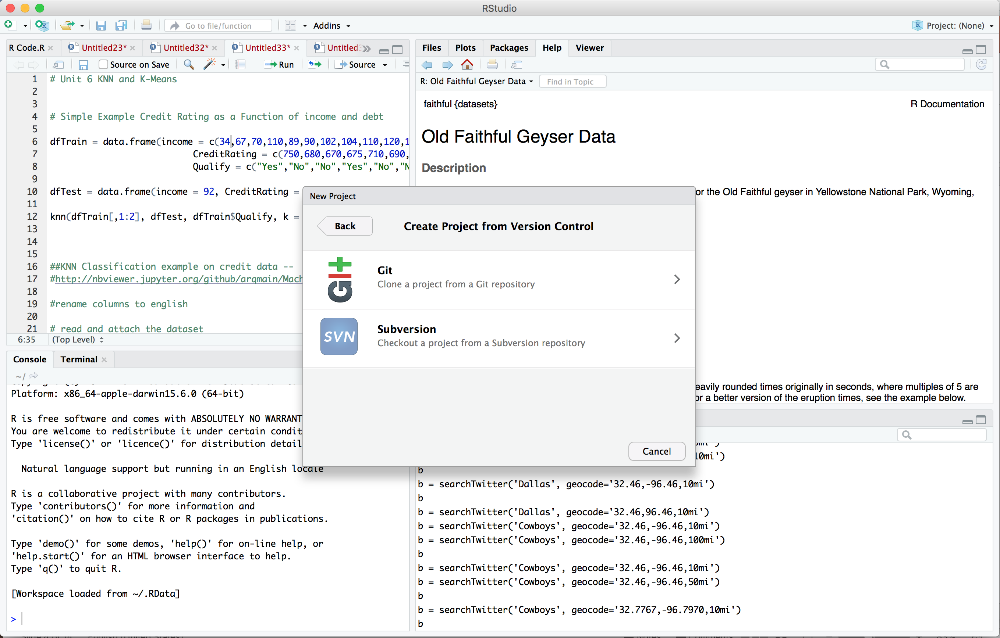 RStudio
Go to file/function
Addins
Project: (None)
R Code.R
Untitled23*
Untitled32*
Untitled33*
Source on Save
Run
Source
1 # Unit 6 KNN and K-Means
2
3
4 # Simple Example Credit Rating as a Function of income and debt
5
6 dfTrain = data.frame(income = c(34,67,70,110,89,90,102,104,110,120,1
7 CreditRating = c(750,680,670,675,710,690,
8 Qualify = c("Yes","No","No","Yes","No","N
9
10 dfTest = data.frame(income = 92, CreditRating =
11
12 knn(dfTrain[,1:2], dfTest, dfTrain$Qualify, k =
13
14
15
16 ##KNN Classification example on credit data --
17 #http://nbviewer.jupyter.org/github/arqmain/Mach
18
19 #rename columns to english
20
21 # read and attach the dataset
6:35 (Top Level)
Console Terminal
~/
Platform: x86_64-apple-darwin15.6.0 (64-bit)
R is free software and comes with ABSOLUTELY NO WARRANT
You are welcome to redistribute it under certain condit
Type 'license()' or 'licence()' for distribution detail
Natural language support but running in an English locale
R is a collaborative project with many contributors.
Type 'contributors()' for more information and
'citation()' on how to cite R or R packages in publications.
Type 'demo()' for some demos, 'help()' for on-line help, or
'help.start()' for an HTML browser interface to help.
Type 'q()' to quit R.
[Workspace loaded from ~/.RData]
>
Files Plots Packages Help Viewer
R: Old Faithful Geyser Data
Find in Topic
faithful {datasets}
R Documentation
Old Faithful Geyser Data
Description
or the Old Faithful geyser in Yellowstone National Park, Wyoming,
eavily rounded times originally in seconds, where multiples of 5 are
or a better version of the eruption times, see the example below.
New Project
Back
Create Project from Version Control
Git
Git
Clone a project from a Git repository
SVN
Subversion
Checkout a project from a Subversion repository
Cancel
10mi')
b
b = searchTwitter('Dallas', geocode='32.46,-96.46,10mi')
b
b = searchTwitter('Dallas', geocode='32.46,96.46,10mi')
b = searchTwitter('Cowboys', geocode='32.46,-96.46,10mi')
b = searchTwitter('Cowboys', geocode='32.46,-96.46,100mi')
b
b = searchTwitter('Cowboys', geocode='32.46,-96.46,10mi')
b = searchTwitter('Cowboys', geocode='32.46,-96.46,50mi')
b
b = searchTwitter('Cowboys', geocode='32.7767,-96.7970,10mi')
b